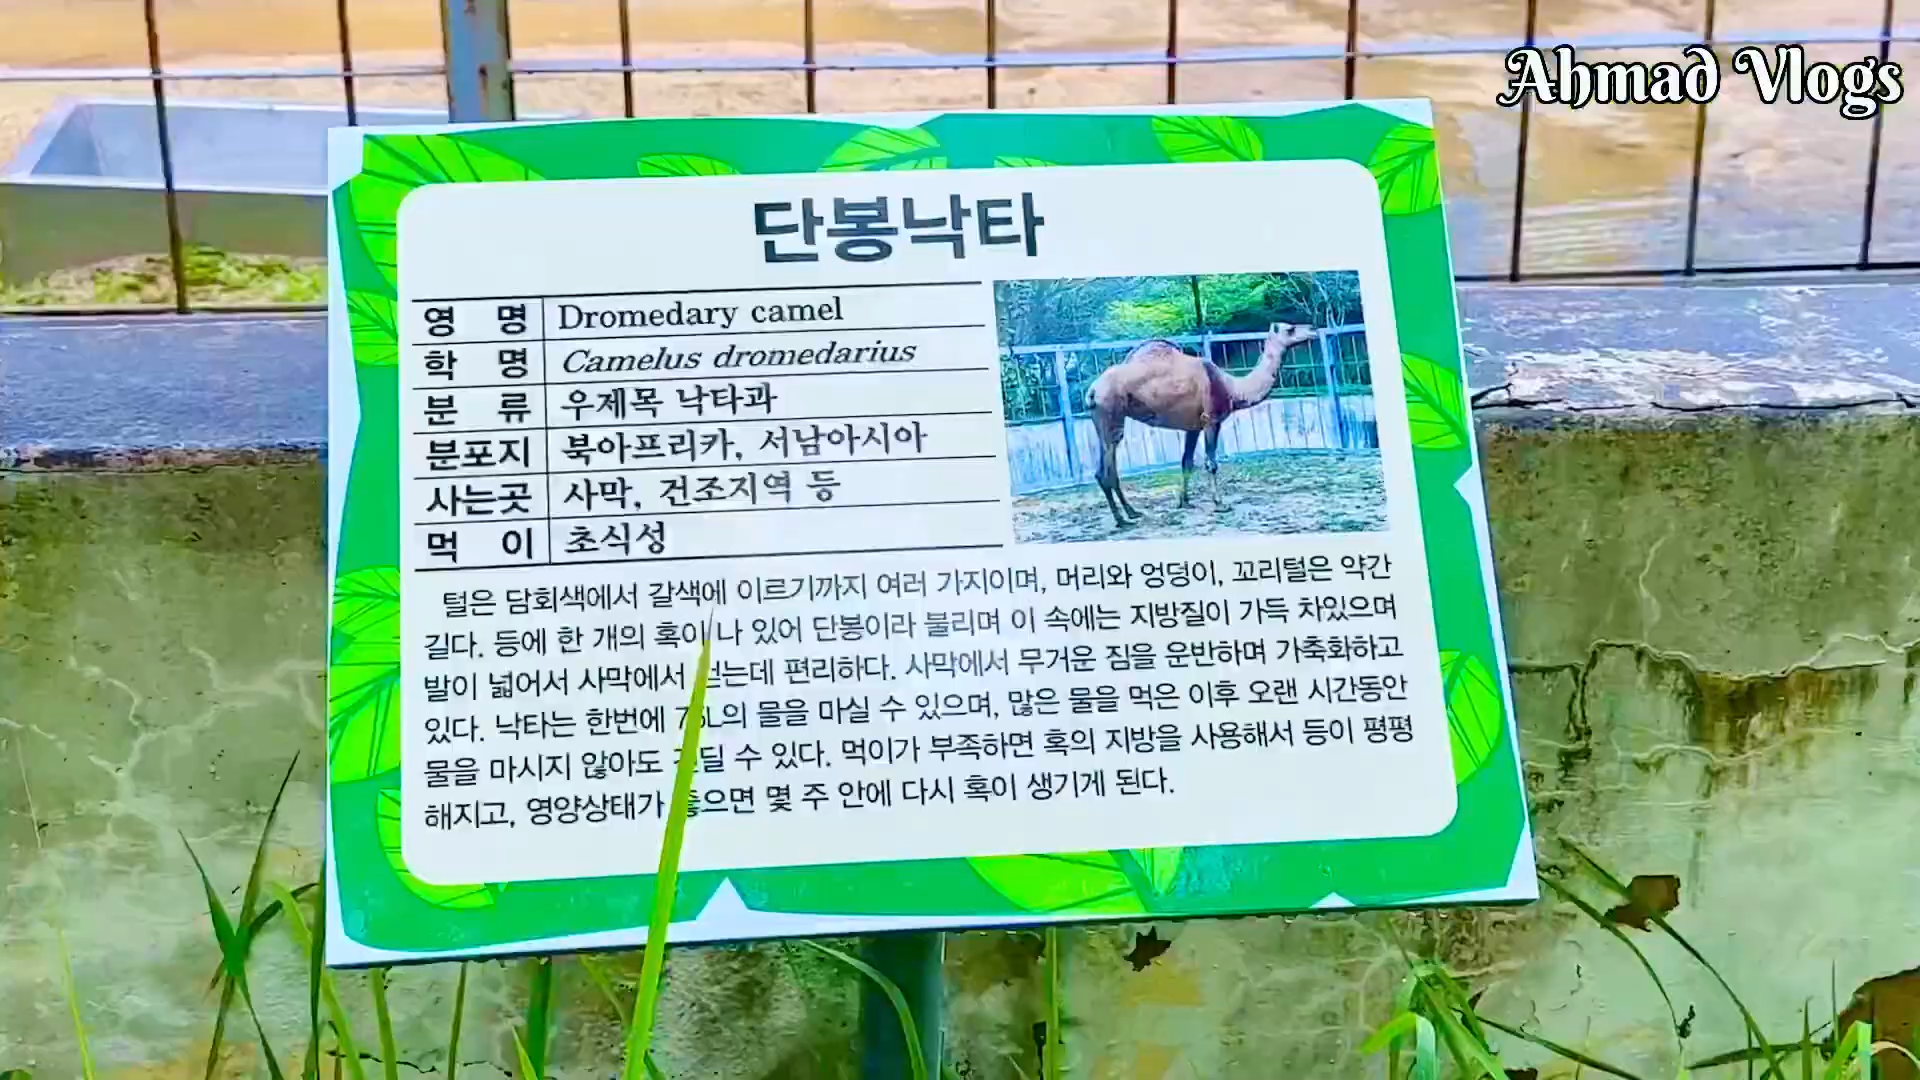 Ahmad Vlogs
단봉낙타
영 명 Dromedary camel
학 명 Camelus dromedarius
분 류 우제목 낙타과
분포지 북아프리카, 서남아시아
사는곳 사막, 건조지역 등
먹 이 초식성
털은 담회색에서 갈색에 이르기까지 여러 가지이며, 머리와 엉덩이, 꼬리털은 약간
길다. 등에 한 개의 혹이 나 있어 단봉이라 불리며 이 속에는 지방질이 가득 차있으며
발이 넓어서 사막에서 걷는데 편리하다. 사막에서 무거운 짐을 운반하며 가축화하고
있다. 낙타는 한번에 물을 마실 수 있으며, 많은 물을 먹은 이후 오랜 시간동안
물을 마시지 않아도 견딜 수 있다. 먹이가 부족하면 혹의 지방을 사용해서 등이 평평
해지고, 영양상태가 좋으면 몇 주 안에 다시 혹이 생기게 된다.